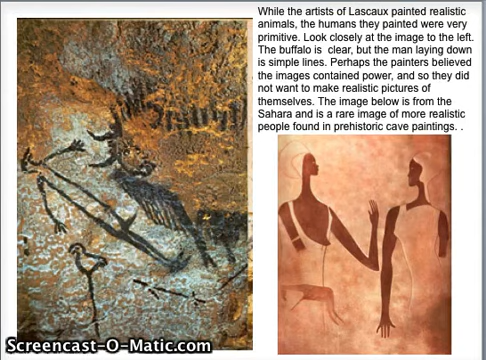 While the artists of Lascaux painted realistic
animals, the humans they painted were very
primitive. Look closely at the image to the left.
The buffalo is  clear, but the man laying down
is simple lines. Perhaps the painters believed
the images contained power, and so they did
not want to make realistic pictures of
themselves. The image below is from the
Sahara and is a rare image of more realistic
people found in prehistoric cave paintings. .
Screencast-O-Matic.com